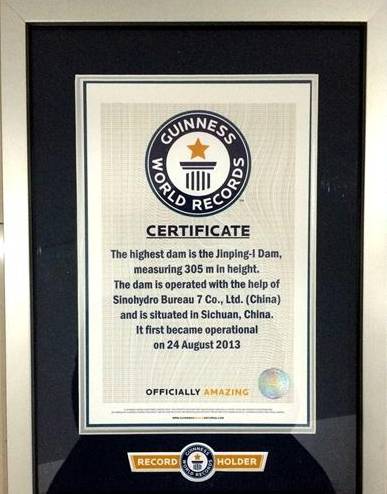 GUINNESS
WORLD RECORDS
CERTIFICATE
The highest dam is the Jinping-I Dam,
measuring 305 m in height.
The dam is operated with the help of
Sinohydro Bureau 7 Co., Ltd. (China)
and is situated in Sichuan, China.
It first became operational
on 24 August 2013
OFFICIALLY AMAZING
RECORD HOLDER